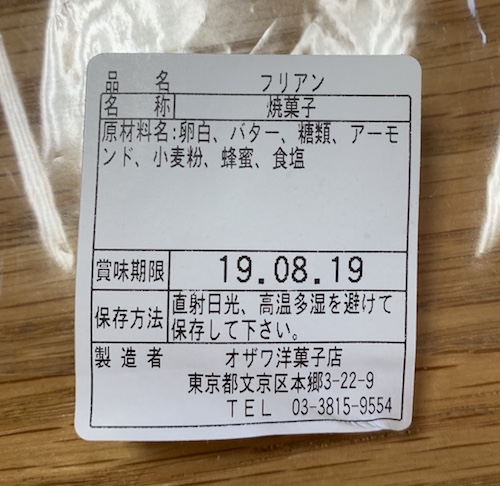 品 名 フリアン
名 称 焼菓子
原材料名:卵白、バター、糖類、アーモ
ンド、小麦粉、蜂蜜、食塩
賞味期限 19.08.19
保存方法 直射日光、高温多湿を避けて
保存して下さい。
製造者 オザワ洋菓子店
東京都文京区本郷3-22-9
TEL 03-3815-9554